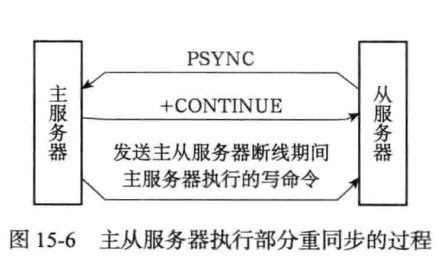 PSYNC
主服务器
+CONTINUE
从服务器
发送主从服务器断线期间
主服务器执行的写命令
图 15-6 主从服务器执行部分重同步的过程